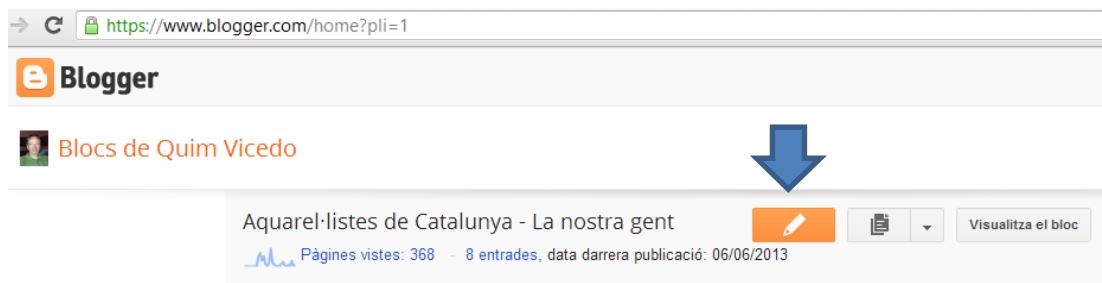 https://www.blogger.com/home?pli=1
Blogger
Blocs de Quim Vicedo
Aquarel·listes de Catalunya - La nostra gent
Visualitza el bloc
Pàgines vistes: 368 - 8 entrades, data darrera publicació: 06/06/2013